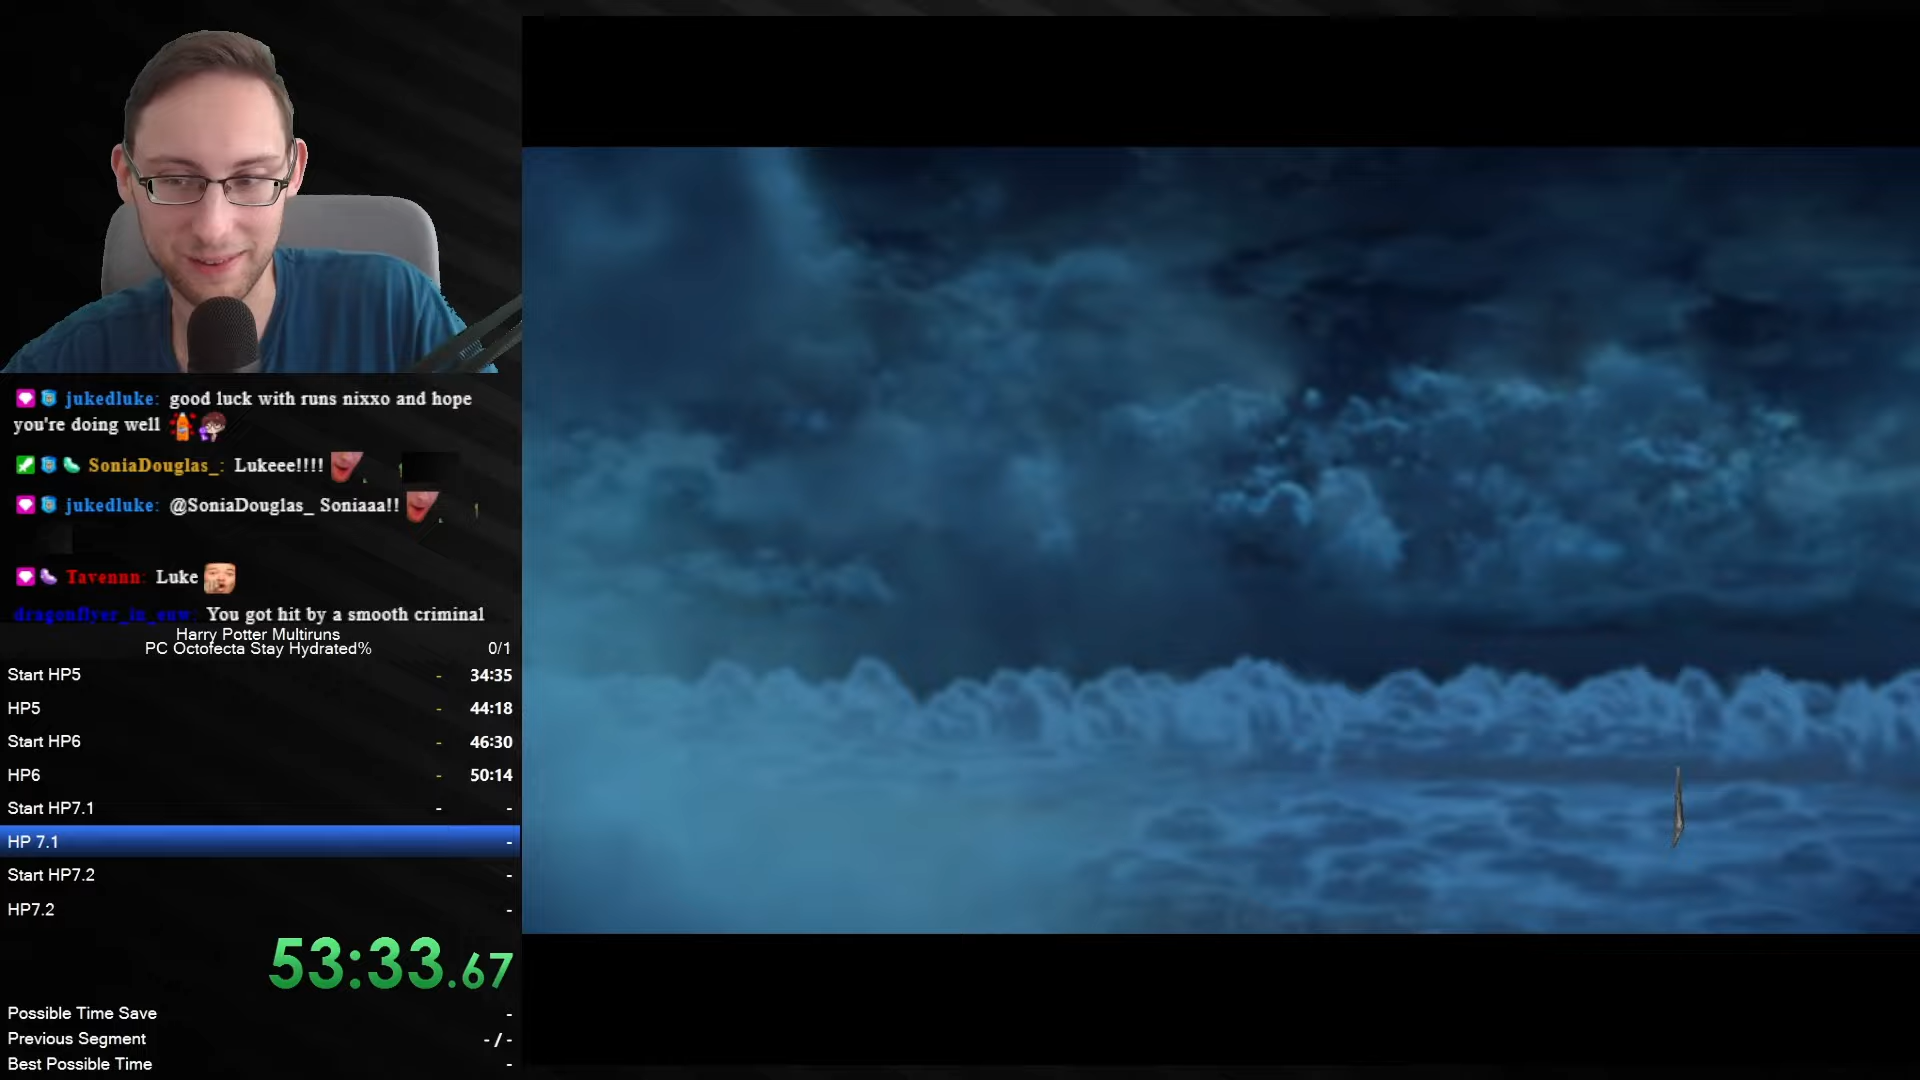 jukedluke: good luck with runs nixxo and hope
you're doing well
SoniaDouglas_: Lukeee!!!!
jukedluke: @SoniaDouglas_ Soniaaa!!
Tavennn: Luke
You got hit by a smooth criminal
Harry Potter Multiruns
PC Octofecta Stay Hydrated% 0/1
Start HP5 - 34:35
HP5 - 44:18
Start HP6 - 46:30
HP6 - 50:14
Start HP7.1 - -
HP 7.1 -
Start HP7.2 -
HP7.2 -
53:33.67
Possible Time Save -
Previous Segment - / -
Best Possible Time -